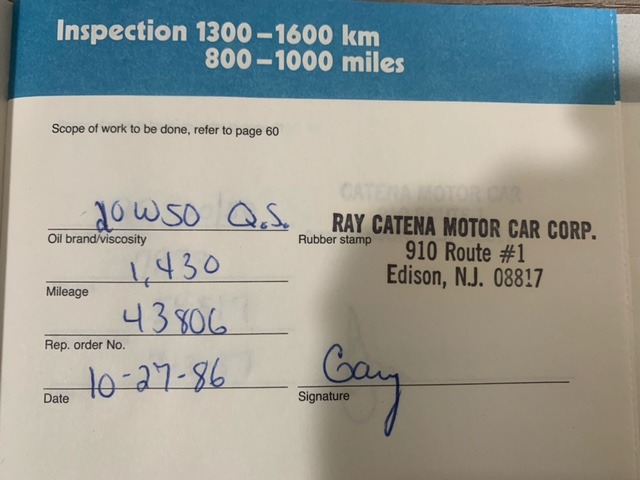 Inspection 1300–1600 km
800–1000 miles
Scope of work to be done, refer to page 60
20W50 Q.S.
Oil brand/viscosity
1,430
Mileage
43806
Rep. order No.
10-27-86
Date
RAY CATENA MOTOR CAR CORP.
Rubber stamp
910 Route #1
Edison, N.J. 08817
Gary
Signature